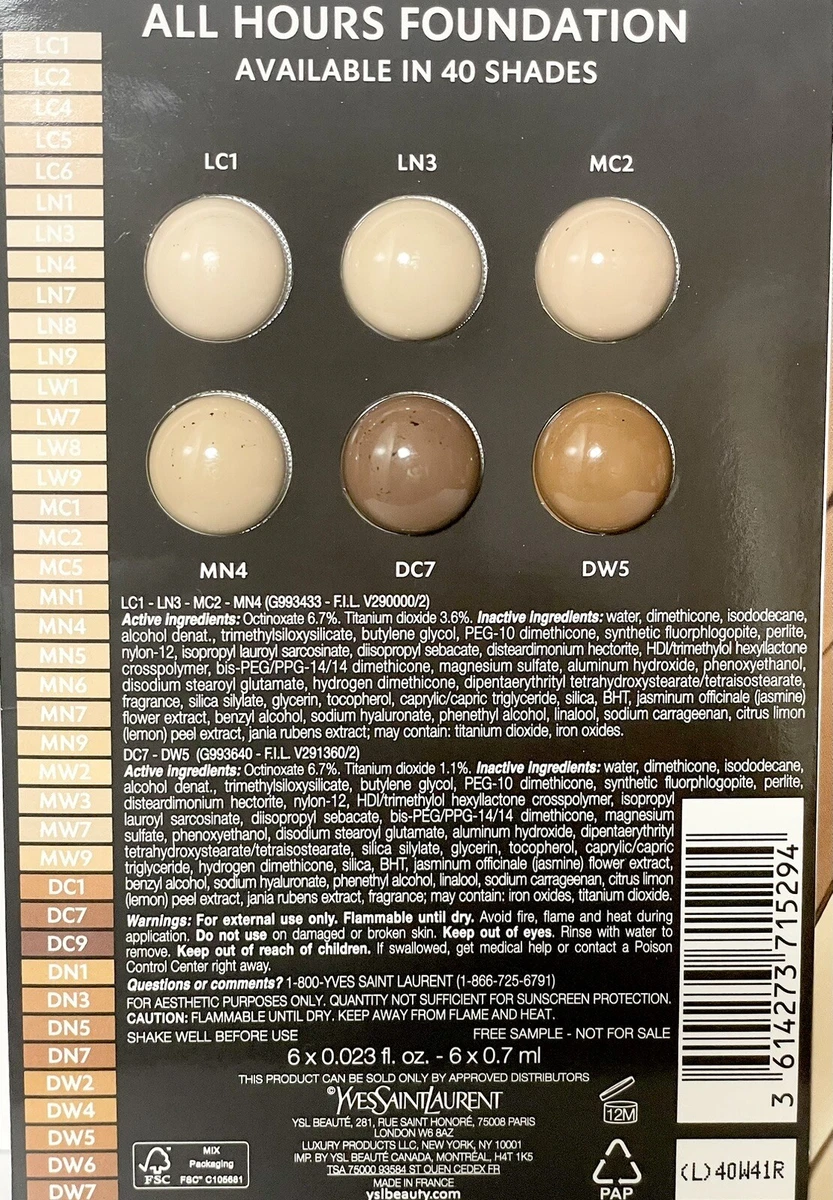 ALL HOURS FOUNDATION
AVAILABLE IN 40 SHADES
LC1
LC2
LC4
LC5
LC6
LN1
LN3
LN4
LN7
LN8
LN9
LW1
LW7
LW8
LW9
MC1
MC2
MC5
MN1
MN4
MN5
MN6
MN7
MN9
MW2
MW3
MW7
MW9
DC1
DC7
DC9
DN1
DN3
DN5
DN7
DW2
DW4
DW5
DW6
DW7
LC1 LN3 MC2
MN4 DC7 DW5
LC1 - LN3 - MC2 - MN4 (G993433 - F.I.L. V290000/2)
Active ingredients: Octinoxate 6.7%. Titanium dioxide 3.6%. Inactive ingredients: water, dimethicone, isododecane,
alcohol denat., trimethylsiloxysilicate, butylene glycol, PEG-10 dimethicone, synthetic fluorphlogopite, perlite,
nylon-12, isopropyl lauroyl sarcosinate, diisopropyl sebacate, disteardimonium hectorite, HDI/trimethylol hexyllactone
crosspolymer, bis-PEG/PPG-14/14 dimethicone, magnesium sulfate, aluminum hydroxide, phenoxyethanol,
disodium stearoyl glutamate, hydrogen dimethicone, dipentaerythrityl tetrahydroxystearate/tetraisostearate,
fragrance, silica silylate, glycerin, tocopherol, caprylic/capric triglyceride, silica, BHT, jasminum officinale (jasmine)
flower extract, benzyl alcohol, sodium hyaluronate, phenethyl alcohol, linalool, sodium carrageenan, citrus limon
(lemon) peel extract, jania rubens extract; may contain: titanium dioxide, iron oxides.
DC7 - DW5 (G993640 - F.I.L. V291360/2)
Active ingredients: Octinoxate 6.7%. Titanium dioxide 1.1%. Inactive ingredients: water, dimethicone, isododecane,
alcohol denat., trimethylsiloxysilicate, butylene glycol, PEG-10 dimethicone, synthetic fluorphlogopite, perlite,
disteardimonium hectorite, nylon-12, HDI/trimethylol hexyllactone crosspolymer, isopropyl
lauroyl sarcosinate, diisopropyl sebacate, bis-PEG/PPG-14/14 dimethicone, magnesium
sulfate, phenoxyethanol, disodium stearoyl glutamate, aluminum hydroxide, dipentaerythrityl
tetrahydroxystearate/tetraisostearate, silica silylate, glycerin, tocopherol, caprylic/capric
triglyceride, hydrogen dimethicone, silica, BHT, jasminum officinale (jasmine) flower extract,
benzyl alcohol, sodium hyaluronate, phenethyl alcohol, linalool, sodium carrageenan, citrus limon
(lemon) peel extract, jania rubens extract, fragrance; may contain: iron oxides, titanium dioxide.
Warnings: For external use only. Flammable until dry. Avoid fire, flame and heat during
application. Do not use on damaged or broken skin. Keep out of eyes. Rinse with water to
remove. Keep out of reach of children. If swallowed, get medical help or contact a Poison
Control Center right away.
Questions or comments? 1-800-YVES SAINT LAURENT (1-866-725-6791)
FOR AESTHETIC PURPOSES ONLY. QUANTITY NOT SUFFICIENT FOR SUNSCREEN PROTECTION.
CAUTION: FLAMMABLE UNTIL DRY. KEEP AWAY FROM FLAME AND HEAT.
SHAKE WELL BEFORE USE FREE SAMPLE - NOT FOR SALE
6 x 0.023 fl. oz. - 6 x 0.7 ml
THIS PRODUCT CAN BE SOLD ONLY BY APPROVED DISTRIBUTORS
©YVESSAINTLAURENT
YSL BEAUTÉ, 281, RUE SAINT HONORÉ, 75008 PARIS
LONDON W6 8AZ
LUXURY PRODUCTS LLC, NEW YORK, NY 10001
IMP. BY YSL BEAUTÉ CANADA, MONTRÉAL, H4T 1K5
TSA 75000 93584 ST OUEN CEDEX FR
MADE IN FRANCE
yslbeauty.com
FSC
MIX
Packaging
FSC™ C105681
12M
PAP
3 614273 715294
(L)40W41R